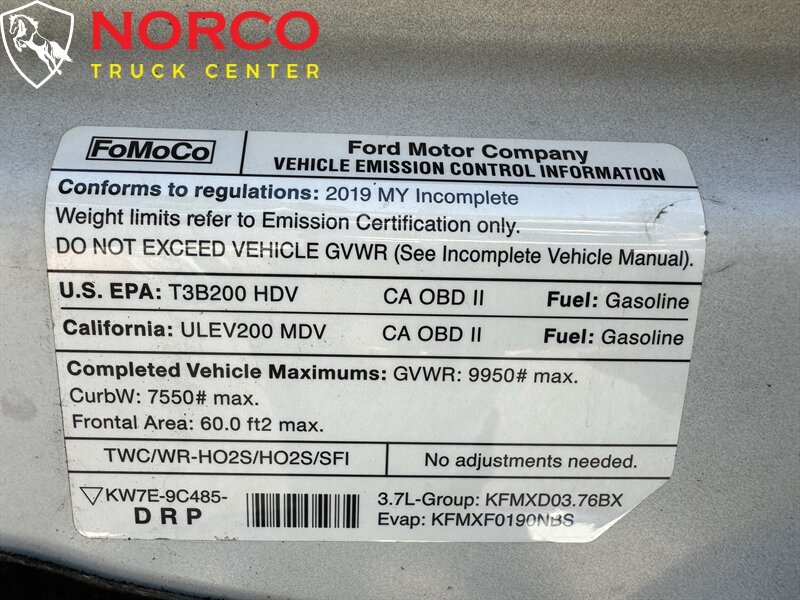 NORCO
TRUCK CENTER
FoMoCo
Ford Motor Company
VEHICLE EMISSION CONTROL INFORMATION
Conforms to regulations: 2019 MY Incomplete
Weight limits refer to Emission Certification only.
DO NOT EXCEED VEHICLE GVWR (See Incomplete Vehicle Manual).
U.S. EPA: T3B200 HDV CA OBD II Fuel: Gasoline
California: ULEV200 MDV CA OBD II Fuel: Gasoline
Completed Vehicle Maximums: GVWR: 9950# max.
CurbW: 7550# max.
Frontal Area: 60.0 ft2 max.
TWC/WR-HO2S/HO2S/SFI No adjustments needed.
KW7E-9C485-
DRP
3.7L-Group: KFMXD03.76BX
Evap: KFMXF0190NBS